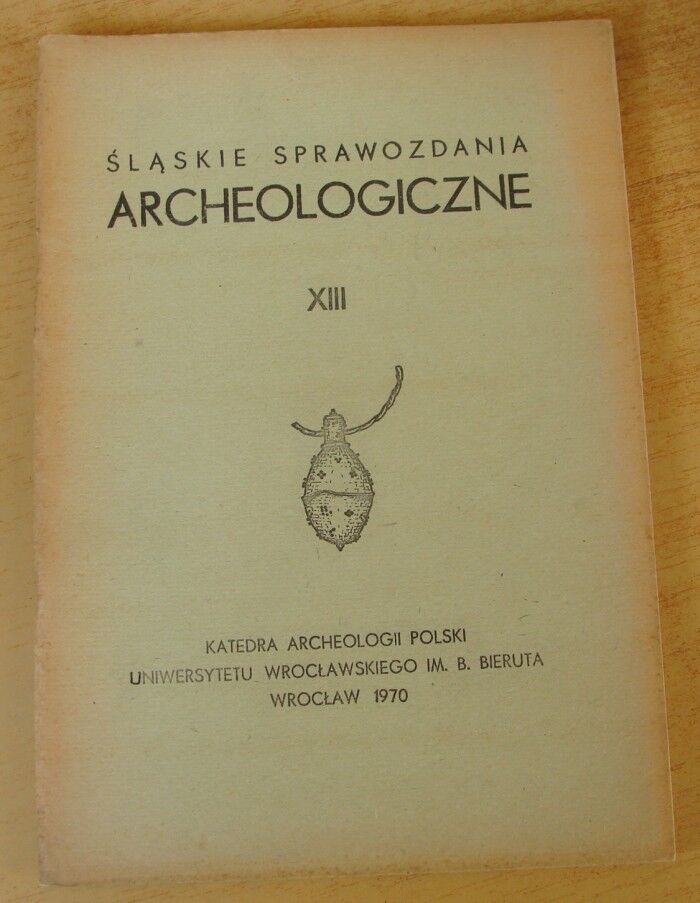 ŚLĄSKIE SPRAWOZDANIA
ARCHEOLOGICZNE
XIII
KATEDRA ARCHEOLOGII POLSKI
UNIWERSYTETU WROCŁAWSKIEGO IM. B. BIERUTA
WROCŁAW 1970